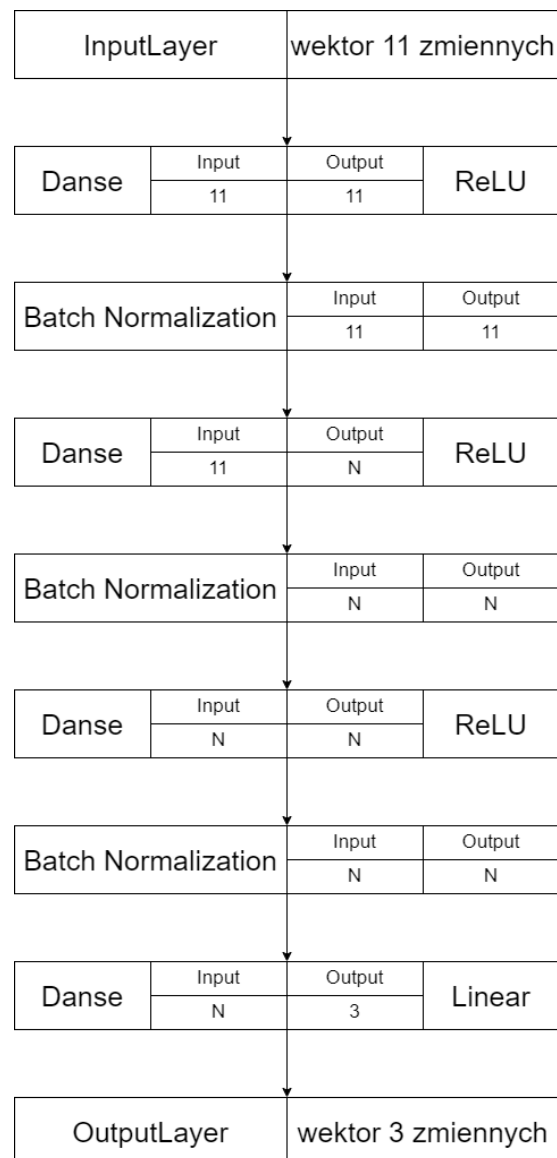 InputLayer wektor 11 zmiennych
Danse Input Output ReLU
11 11
Batch Normalization Input Output
11 11
Danse Input Output ReLU
11 N
Batch Normalization Input Output
N N
Danse Input Output ReLU
N N
Batch Normalization Input Output
N N
Danse Input Output Linear
N 3
OutputLayer wektor 3 zmiennych